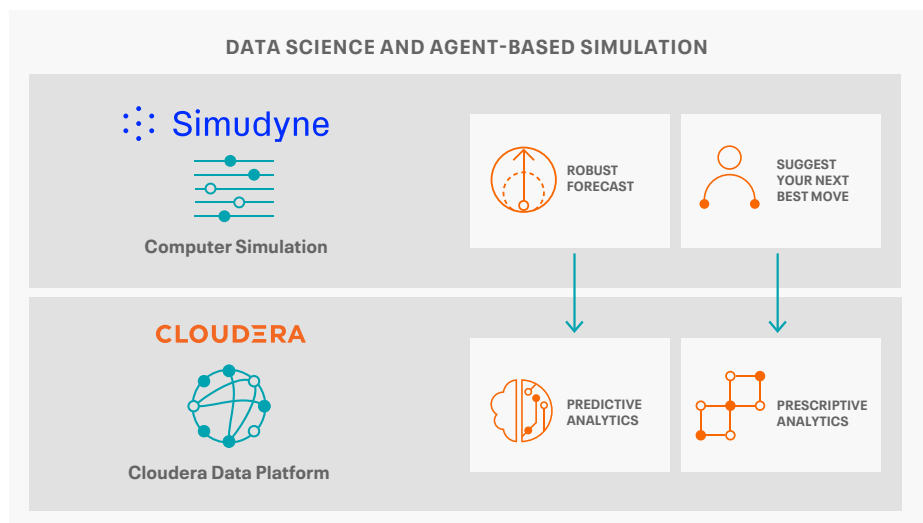 DATA SCIENCE AND AGENT-BASED SIMULATION
Simudyne
Computer Simulation
ROBUST
FORECAST
SUGGEST
YOUR NEXT
BEST MOVE
CLOUDERA
Cloudera Data Platform
PREDICTIVE
ANALYTICS
PRESCRIPTIVE
ANALYTICS